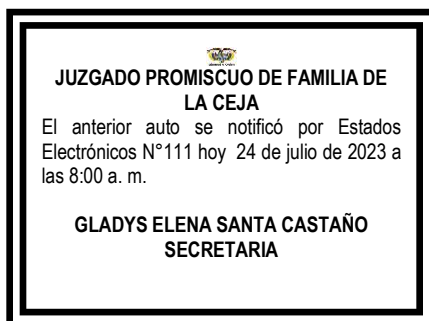 JUZGADO PROMISCUO DE FAMILIA DE
LA CEJA
El anterior auto se notificó por Estados
Electrónicos N°111 hoy 24 de julio de 2023 a
las 8:00 a. m.
GLADYS ELENA SANTA CASTAÑO
SECRETARIA